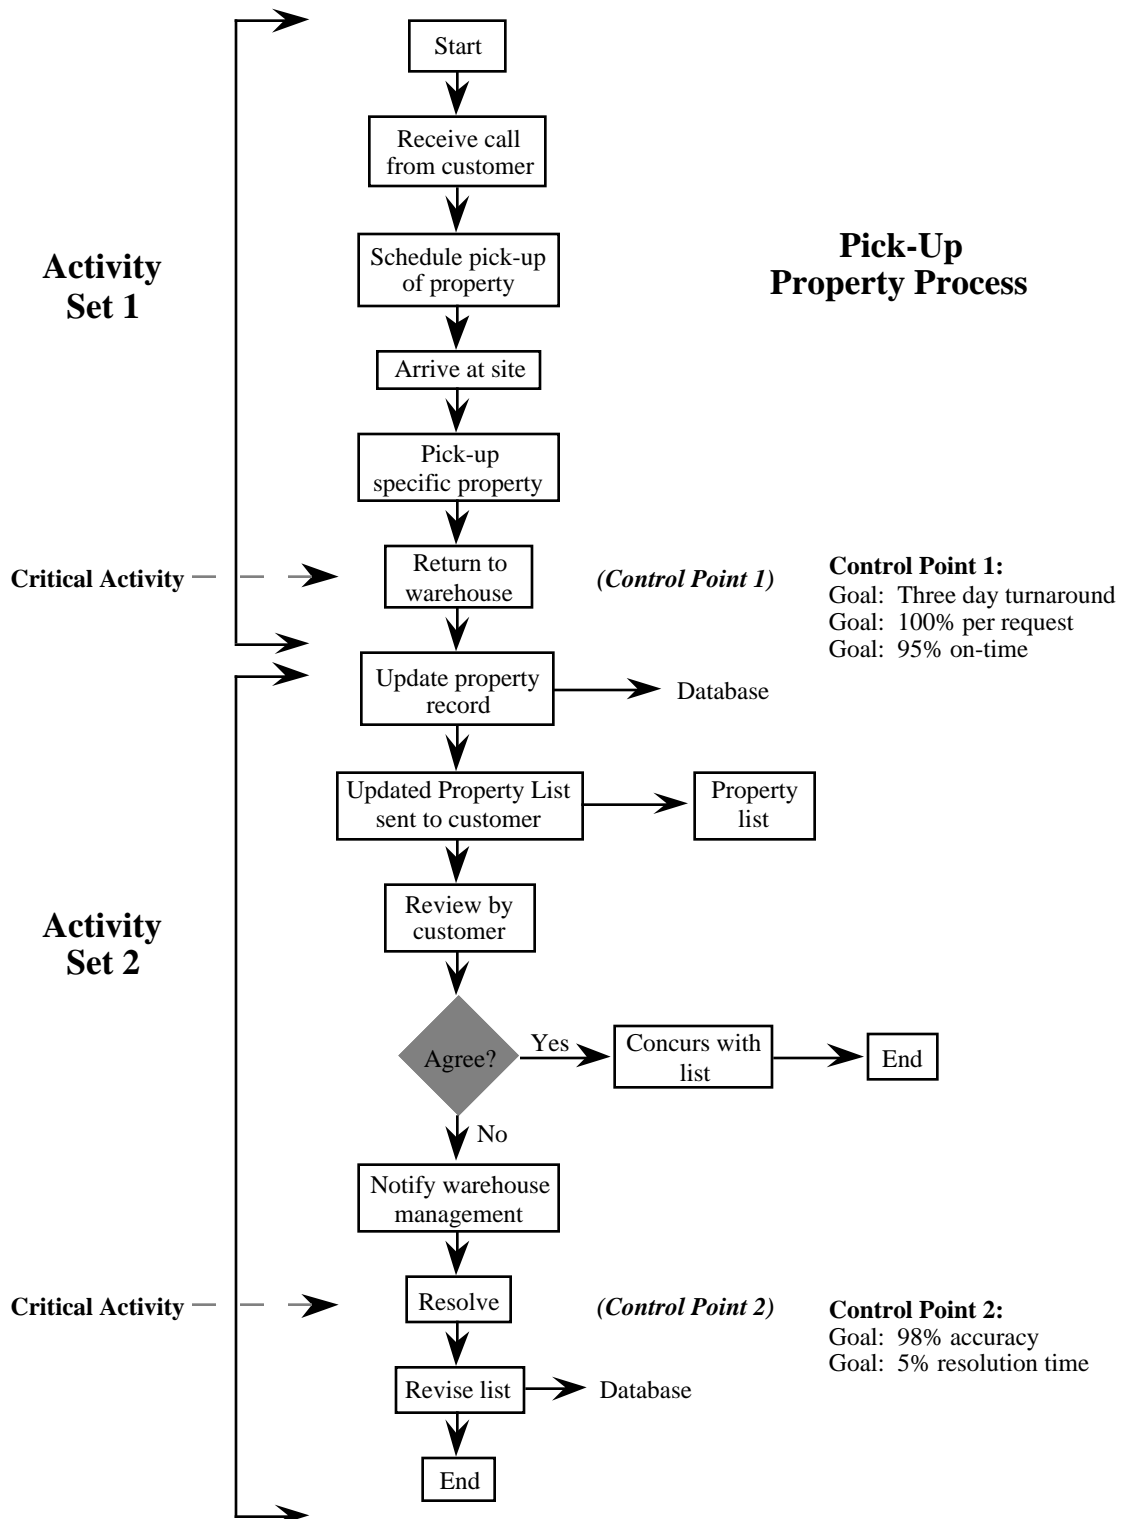 Start
Receive call
from customer
Pick-Up
Property Process
Activity
Set 1
Schedule pick-up
of property
Arrive at site
Pick-up
specific property
Critical Activity
Return to
warehouse
(Control Point 1)
Control Point 1:
Goal: Three day turnaround
Goal: 100% per request
Goal: 95% on-time
Update property
record
Database
Updated Property List
sent to customer
Property
list
Activity
Set 2
Review by
customer
Agree?
Yes
Concurs with
list
End
No
Notify warehouse
management
Critical Activity
Resolve
(Control Point 2)
Control Point 2:
Goal: 98% accuracy
Goal: 5% resolution time
Revise list
Database
End